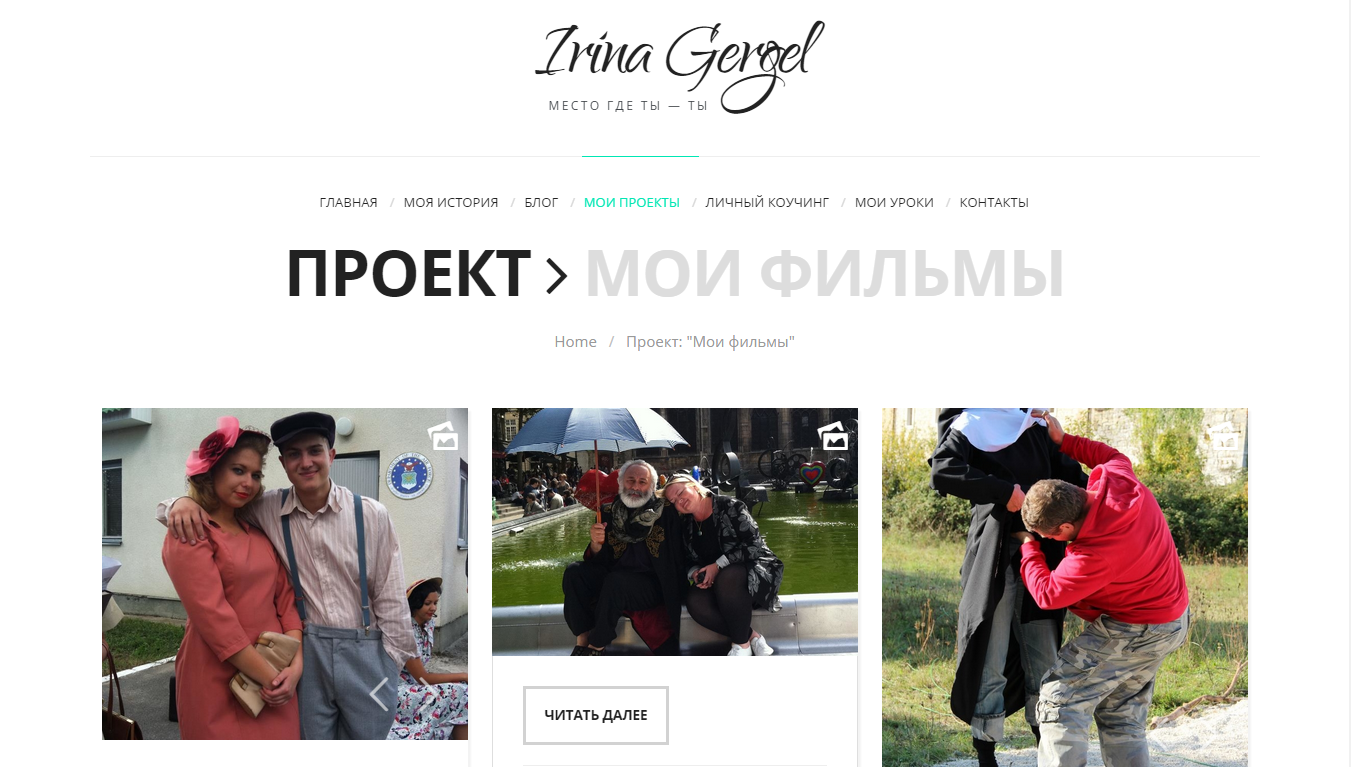 Irina Gergel
МЕСТО ГДЕ ТЫ — ТЫ
ГЛАВНАЯ / МОЯ ИСТОРИЯ / БЛОГ / МОИ ПРОЕКТЫ / ЛИЧНЫЙ КОУЧИНГ / МОИ УРОКИ / КОНТАКТЫ
ПРОЕКТ > МОИ ФИЛЬМЫ
Home / Проект: "Мои фильмы"
ЧИТАТЬ ДАЛЕЕ